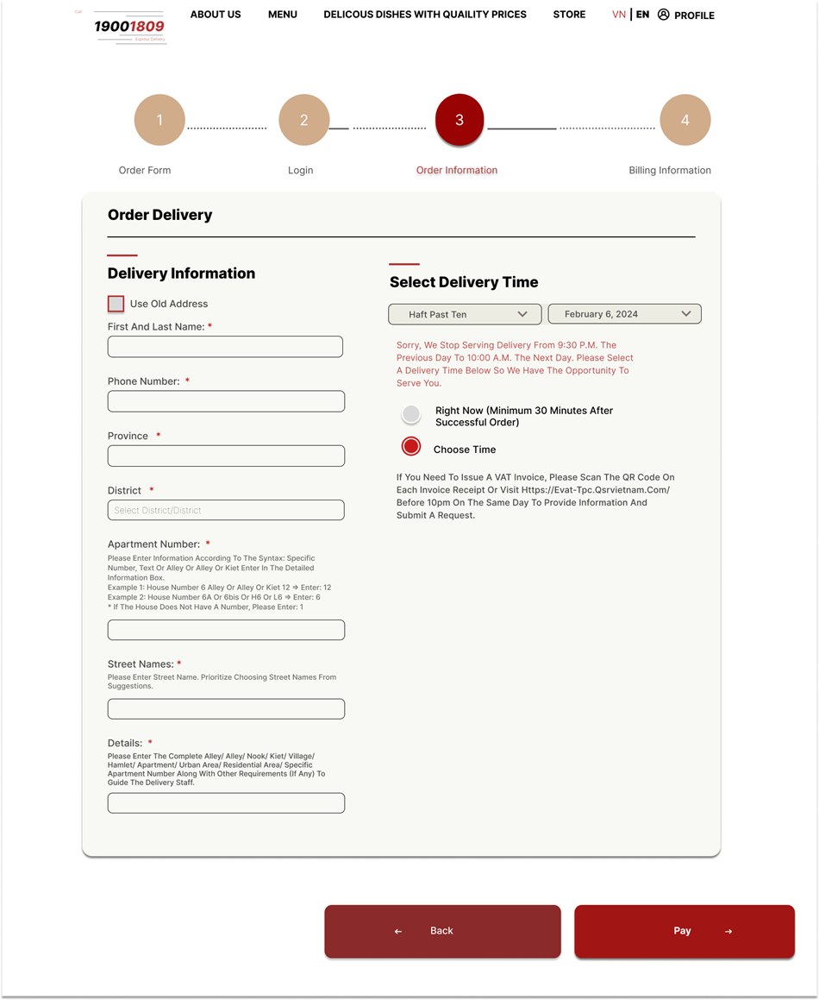 Call
19001809
Express Delivery
ABOUT US
MENU
DELICOUS DISHES WITH QUAILITY PRICES
STORE
VN | EN
PROFILE
1
2
3
4
Order Form
Login
Order Information
Billing Information
Order Delivery
Delivery Information
Use Old Address
First And Last Name: *
Phone Number: *
Province *
District *
Select District/District
Apartment Number: *
Please Enter Information According To The Syntax: Specific
Number, Text Or Alley Or Alley Or Kiet Enter In The Detailed
Information Box.
Example 1: House Number 6 Alley Or Alley Or Kiet 12 => Enter: 12
Example 2: House Number 6A Or 6bis Or H6 Or L6 => Enter: 6
* If The House Does Not Have A Number, Please Enter: 1
Street Names: *
Please Enter Street Name. Prioritize Choosing Street Names From
Suggestions.
Details: *
Please Enter The Complete Alley/ Alley/ Nook/ Kiet/ Village/
Hamlet/ Apartment/ Urban Area/ Residential Area/ Specific
Apartment Number Along With Other Requirements (If Any) To
Guide The Delivery Staff.
Select Delivery Time
Haft Past Ten
February 6, 2024
Sorry, We Stop Serving Delivery From 9:30 P.M. The
Previous Day To 10:00 A.M. The Next Day. Please Select
A Delivery Time Below So We Have The Opportunity To
Serve You.
Right Now (Minimum 30 Minutes After
Successful Order)
Choose Time
If You Need To Issue A VAT Invoice, Please Scan The QR Code On
Each Invoice Receipt Or Visit Https://Evat-Tpc.Qsrvietnam.Com/
Before 10pm On The Same Day To Provide Information And
Submit A Request.
← Back
Pay →